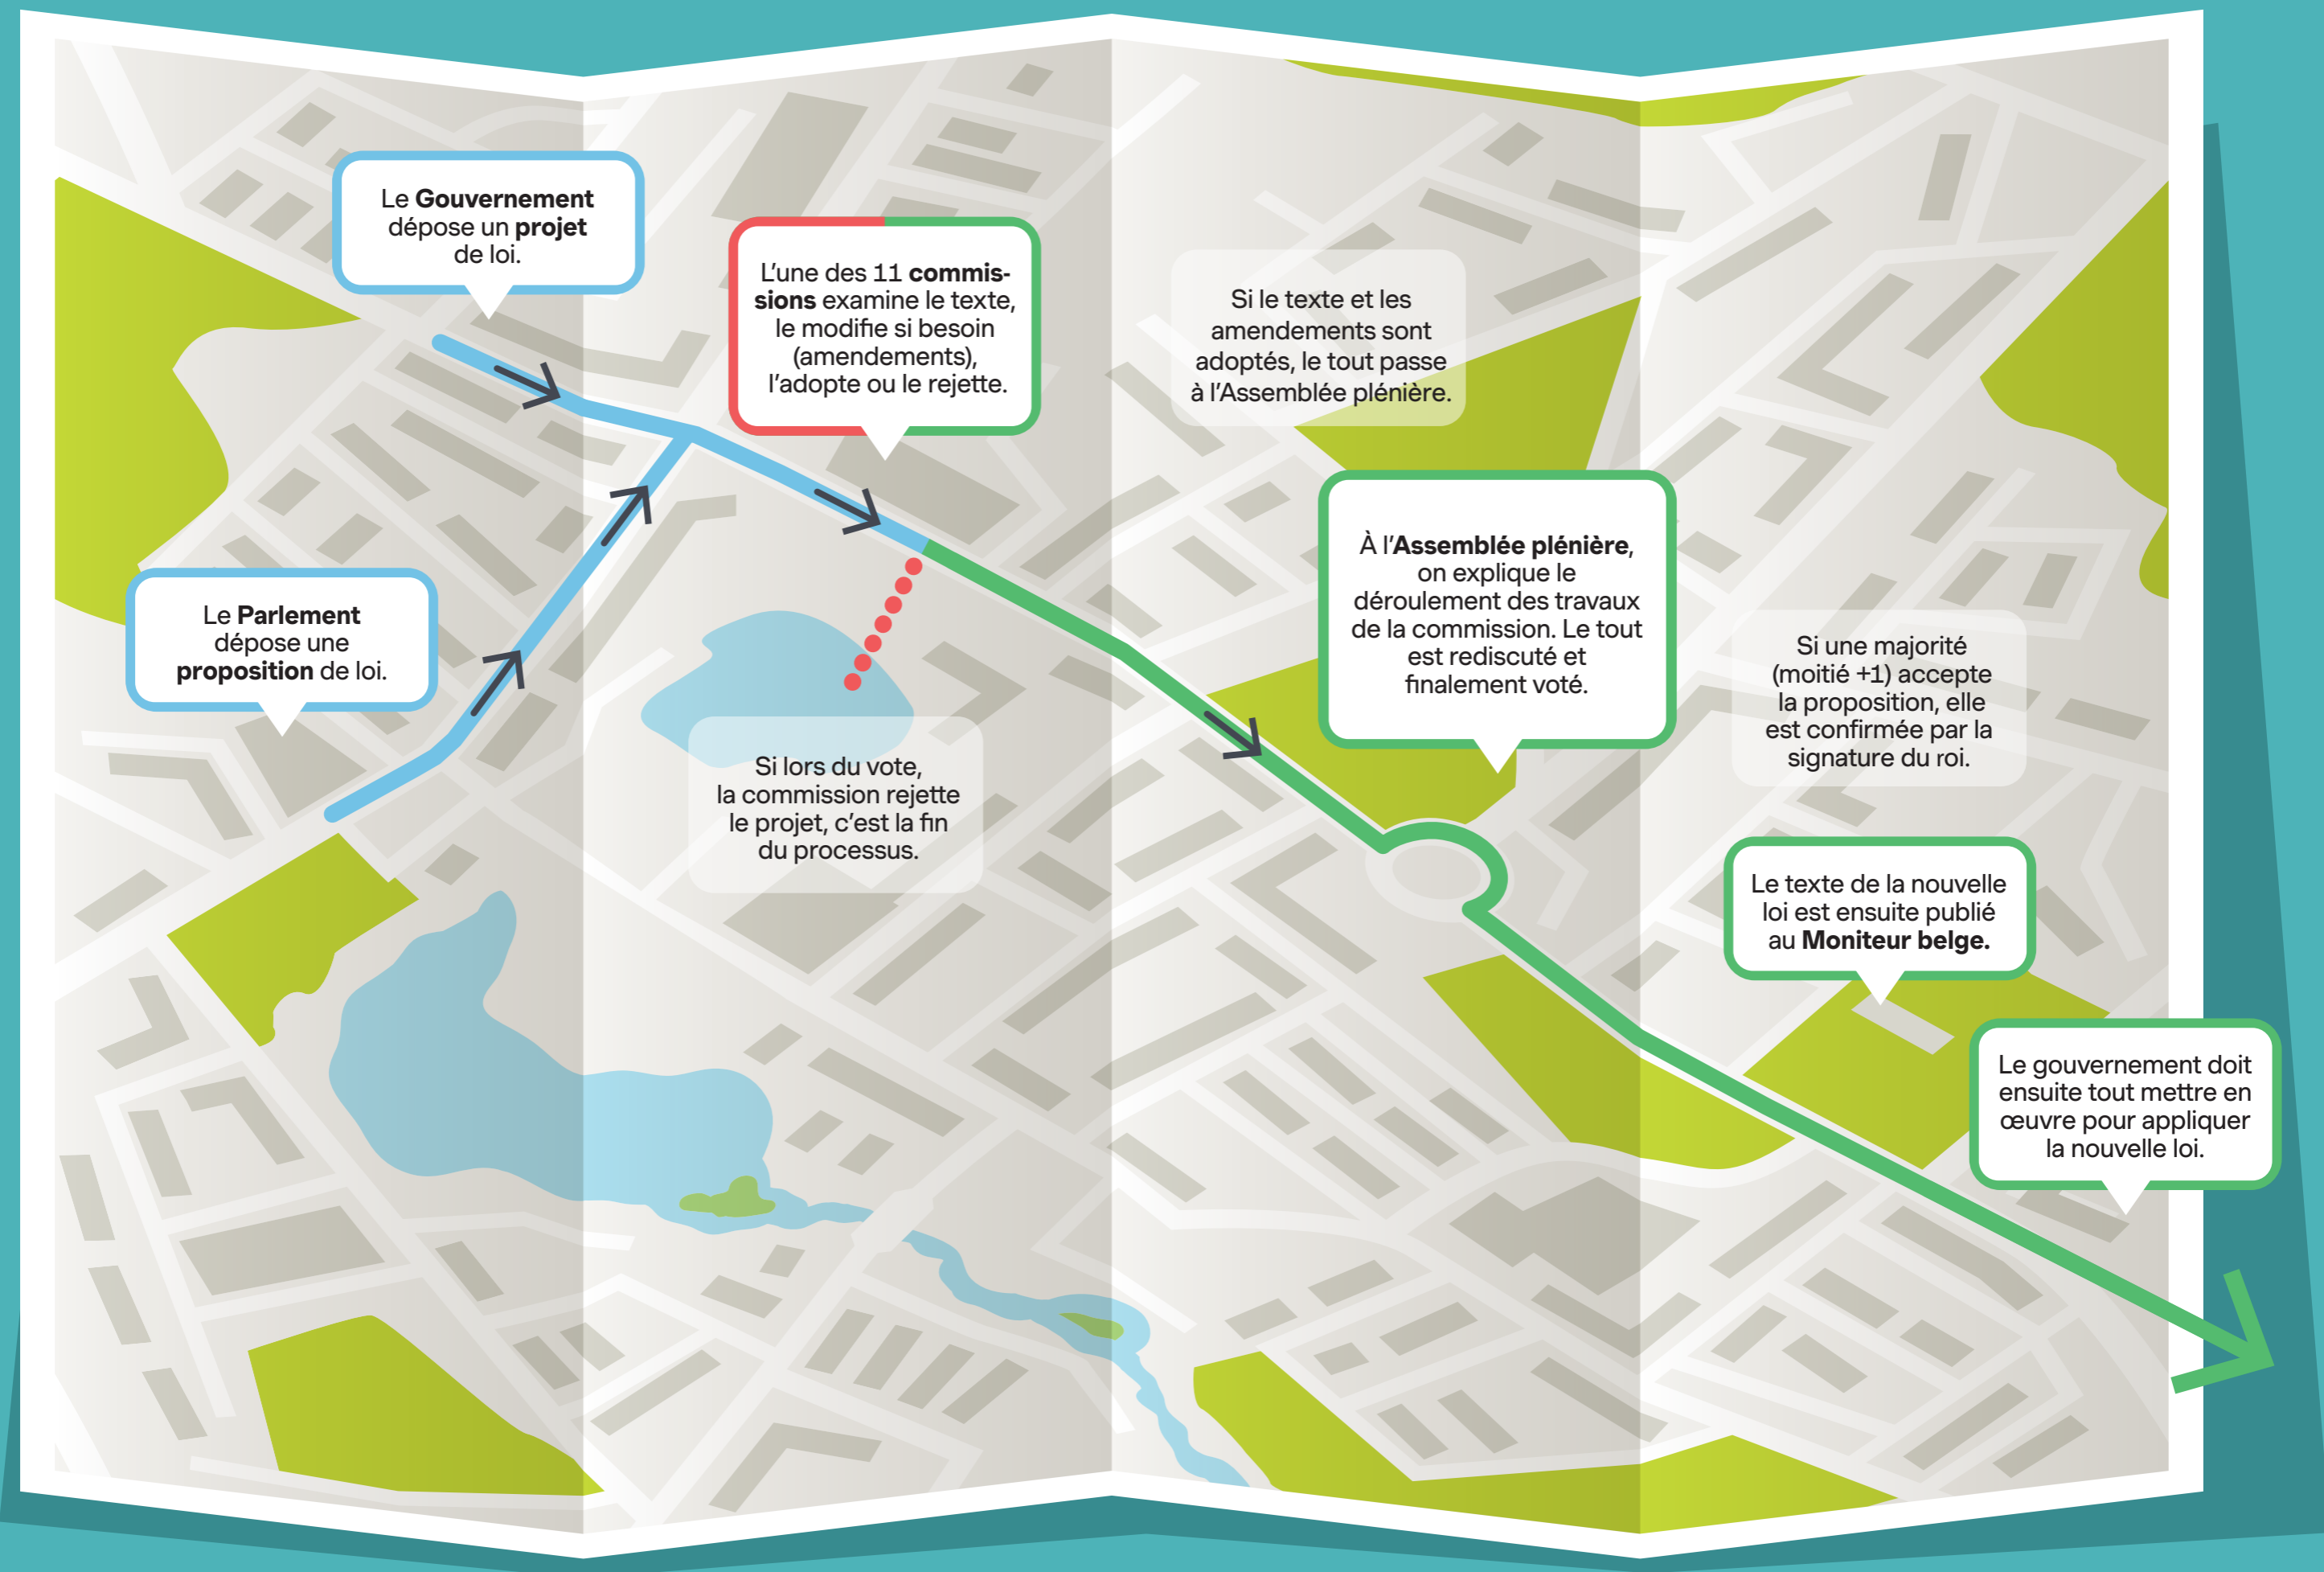 Le Gouvernement
dépose un projet
de loi.
Le Parlement
dépose une
proposition de loi.
L'une des 11 commis-
sions examine le texte,
le modifie si besoin
(amendements),
l'adopte ou le rejette.
Si lors du vote,
la commission rejette
le projet, c'est la fin
du processus.
Si le texte et les
amendements sont
adoptés, le tout passe
à l'Assemblée plénière.
À l'Assemblée plénière,
on explique le
déroulement des travaux
de la commission. Le tout
est rediscuté et
finalement voté.
Si une majorité
(moitié +1) accepte
la proposition, elle
est confirmée par la
signature du roi.
Le texte de la nouvelle
loi est ensuite publié
au Moniteur belge.
Le gouvernement doit
ensuite tout mettre en
œuvre pour appliquer
la nouvelle loi.